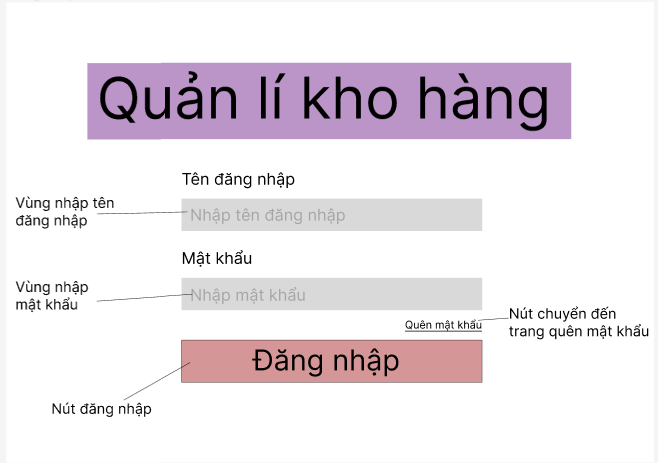 Quản lí kho hàng
Tên đăng nhập
Vùng nhập tên
đăng nhập
Nhập tên đăng nhập
Mật khẩu
Vùng nhập
mật khẩu
Nhập mật khẩu
Quên mật khẩu
Nút chuyển đến
trang quên mật khẩu
Đăng nhập
Nút đăng nhập